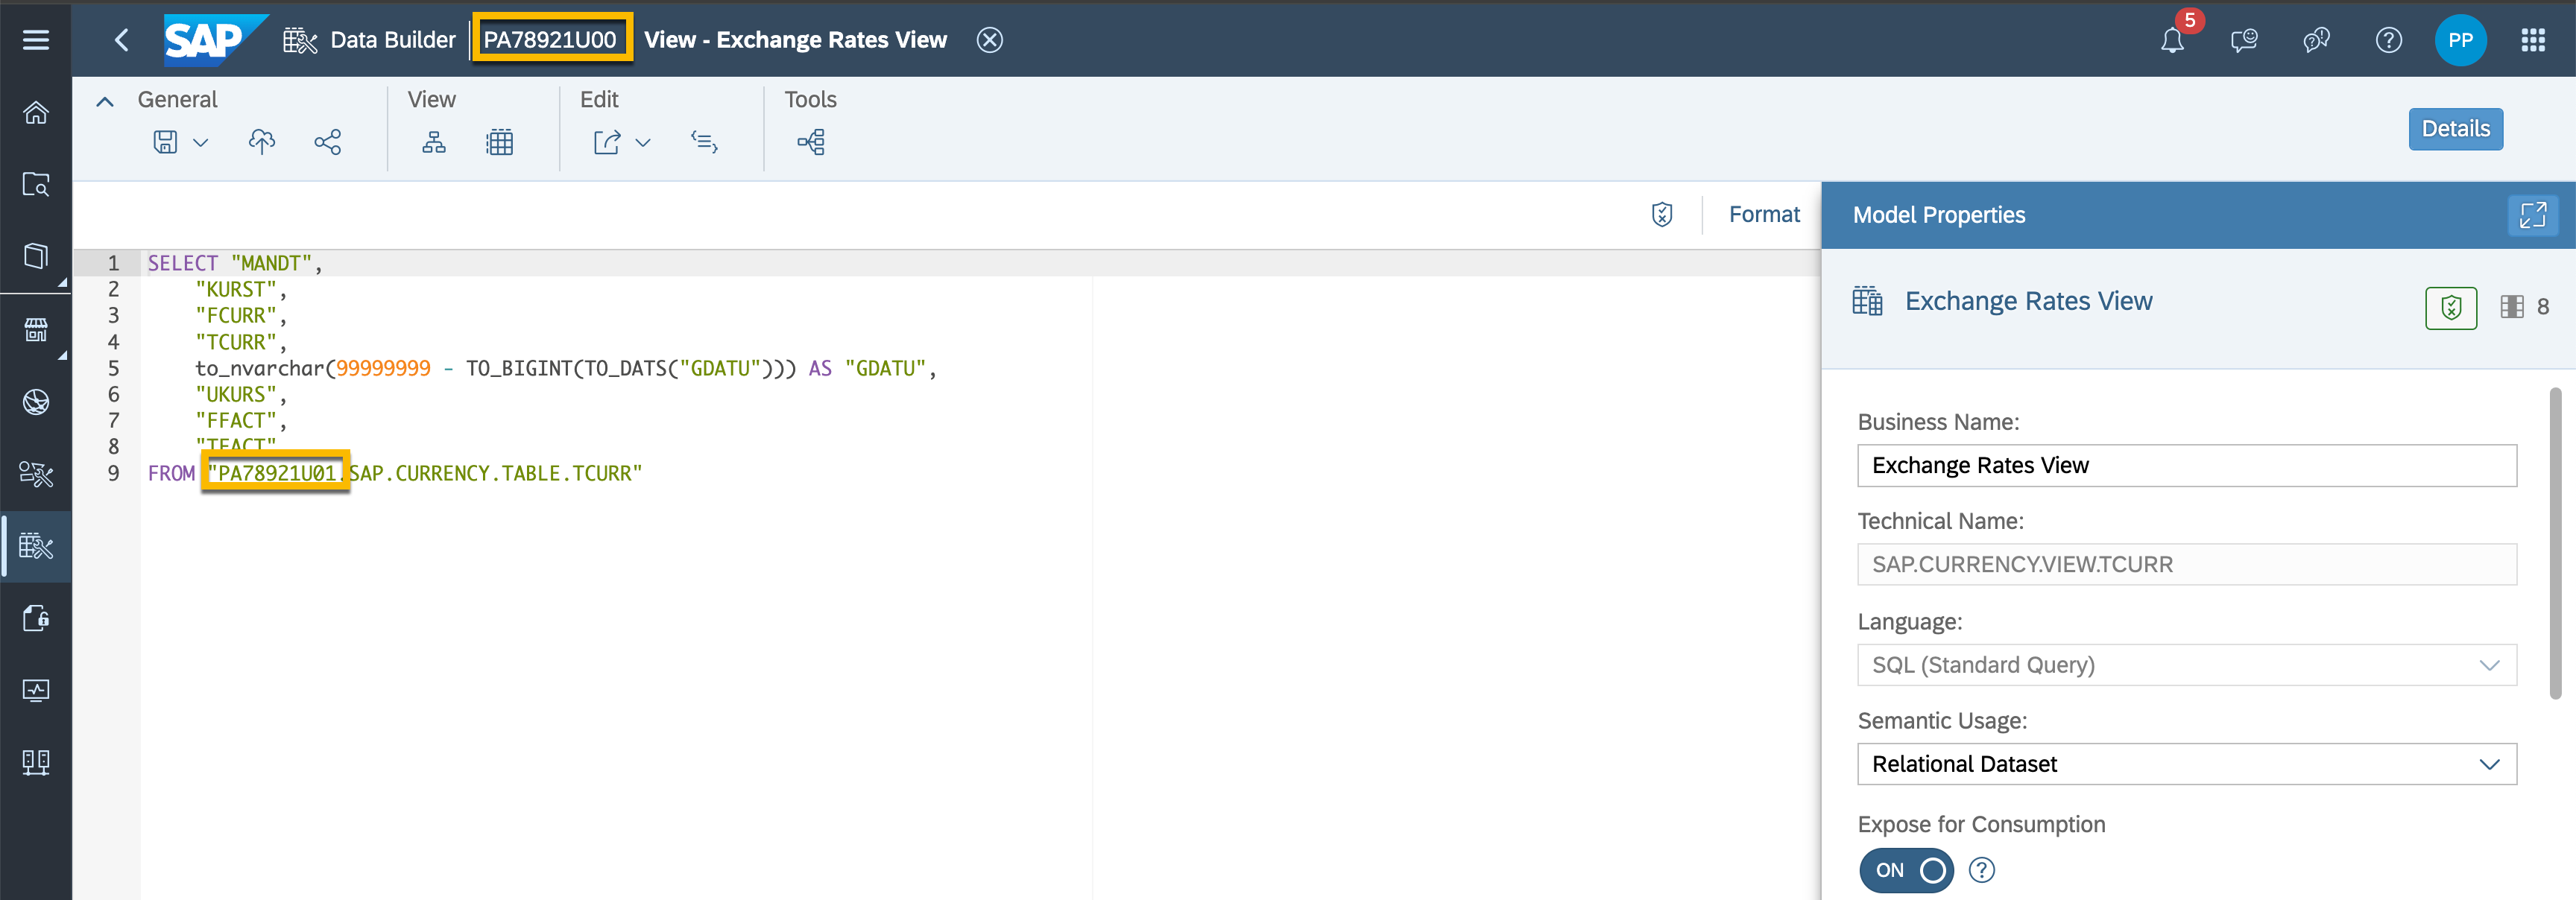 SAP Data Builder PA78921U00 View - Exchange Rates View 5 PP
General View Edit Tools
Details
Format
Model Properties
1 SELECT "MANDT",
2 "KURST",
3 "FCURR",
4 "TCURR",
5 to_nvarchar(99999999 - TO_BIGINT(TO_DATS("GDATU"))) AS "GDATU",
6 "UKURS",
7 "FFACT",
8 "TFACT"
9 FROM "PA78921U01.SAP.CURRENCY.TABLE.TCURR"
Exchange Rates View 8
Business Name:
Exchange Rates View
Technical Name:
SAP.CURRENCY.VIEW.TCURR
Language:
SQL (Standard Query)
Semantic Usage:
Relational Dataset
Expose for Consumption
ON